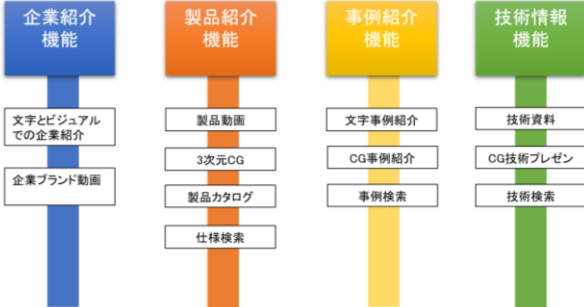 企業紹介
機能
文字とビジュアル
での企業紹介
企業ブランド動画
製品紹介
機能
製品動画
3次元CG
製品カタログ
仕様検索
事例紹介
機能
文字事例紹介
CG事例紹介
事例検索
技術情報
機能
技術資料
CG技術プレゼン
技術検索